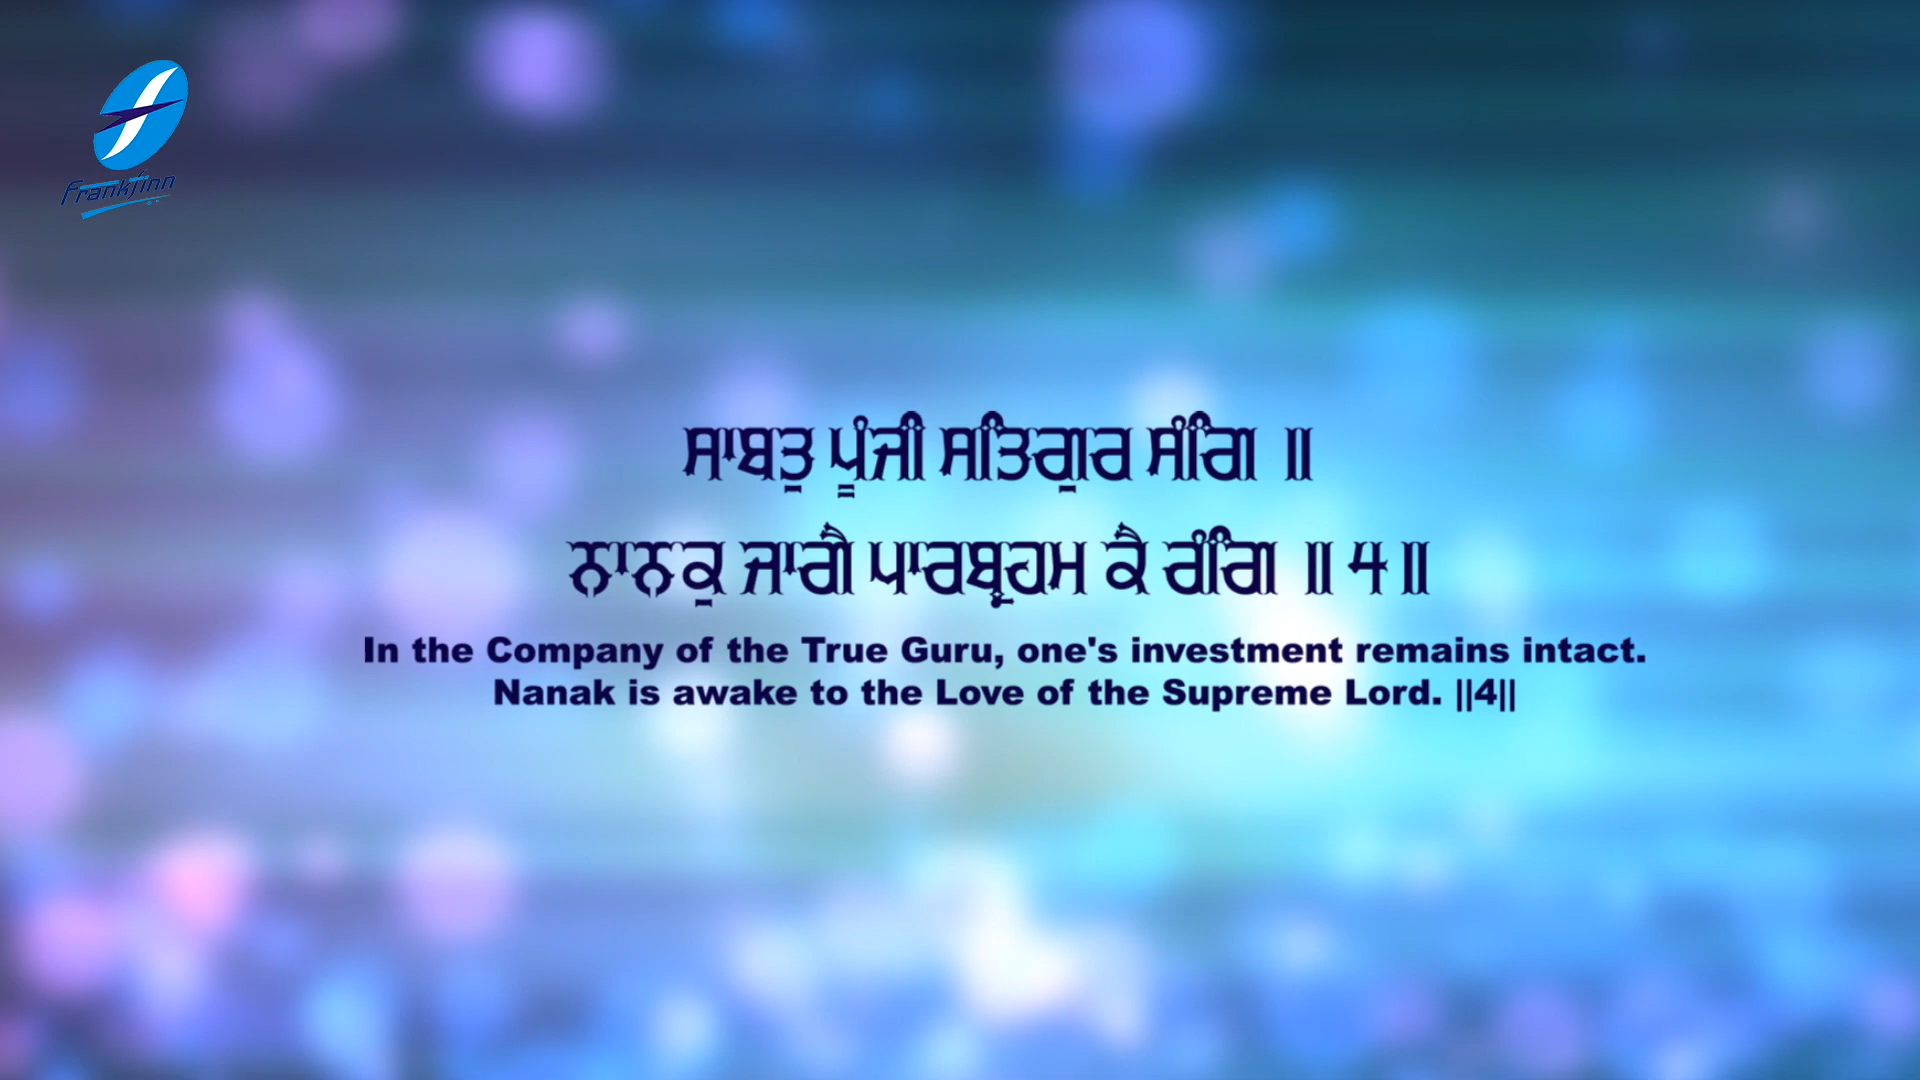 Frankfinn
ਸਾਬਤੁ ਪੂੰਜੀ ਸਤਿਗੁਰ ਸੰਗਿ ॥
ਨਾਨਕੁ ਜਾਗੈ ਪਾਰਬ੍ਰਹਮ ਕੈ ਰੰਗਿ ॥੪॥
In the Company of the True Guru, one's investment remains intact.
Nanak is awake to the Love of the Supreme Lord. ||4||